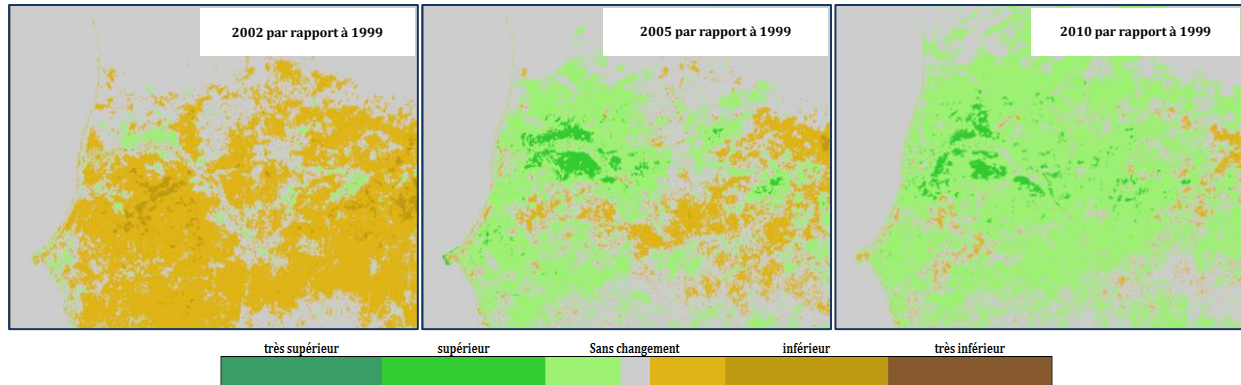 2002 par rapport à 1999
2005 par rapport à 1999
2010 par rapport à 1999
très supérieur
supérieur
Sans changement
inférieur
très inférieur